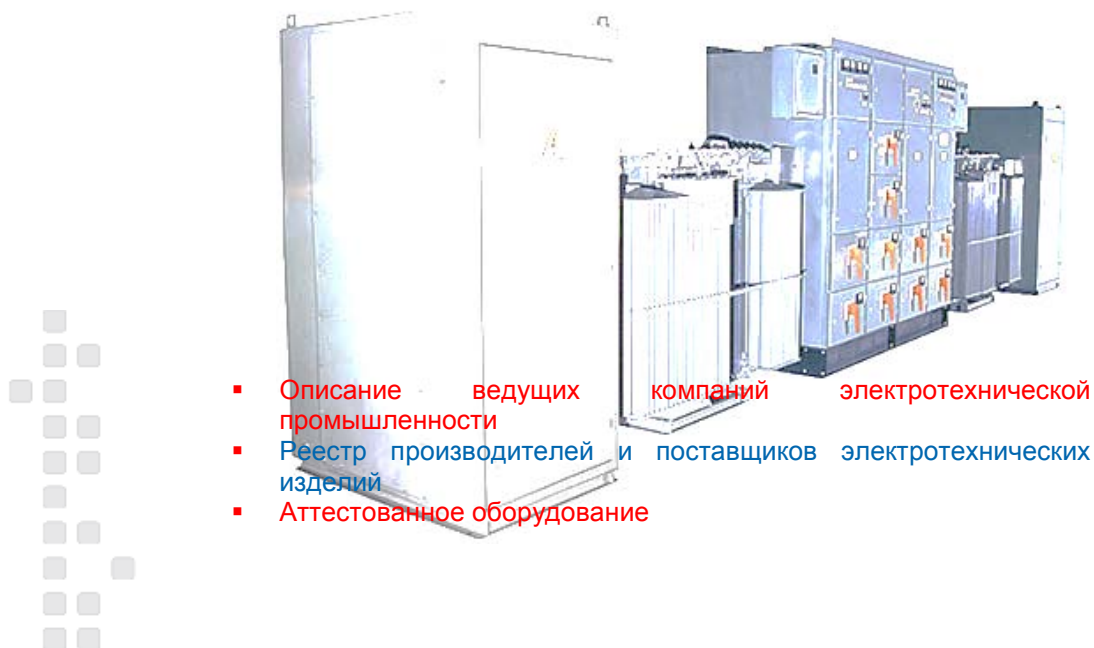 ▪ Описание ведущих компаний электротехнической
промышленности
▪ Реестр производителей и поставщиков электротехнических
изделий
▪ Аттестованное оборудование